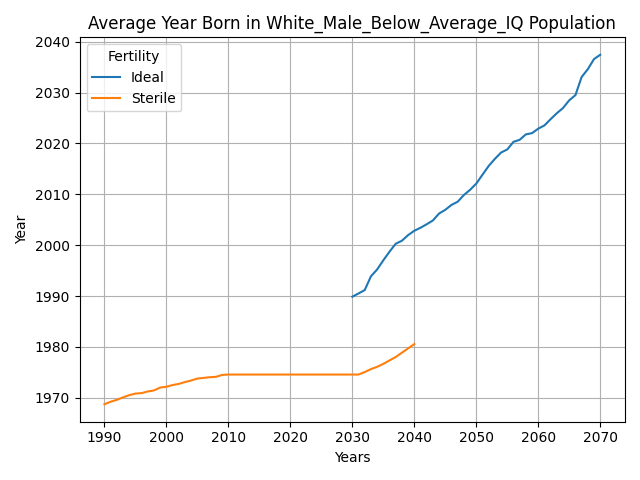 Average Year Born in White_Male_Below_Average_IQ Population
Fertility
Ideal
Sterile
Year
2040
2030
2020
2010
2000
1990
1980
1970
1990 2000 2010 2020 2030 2040 2050 2060 2070
Years